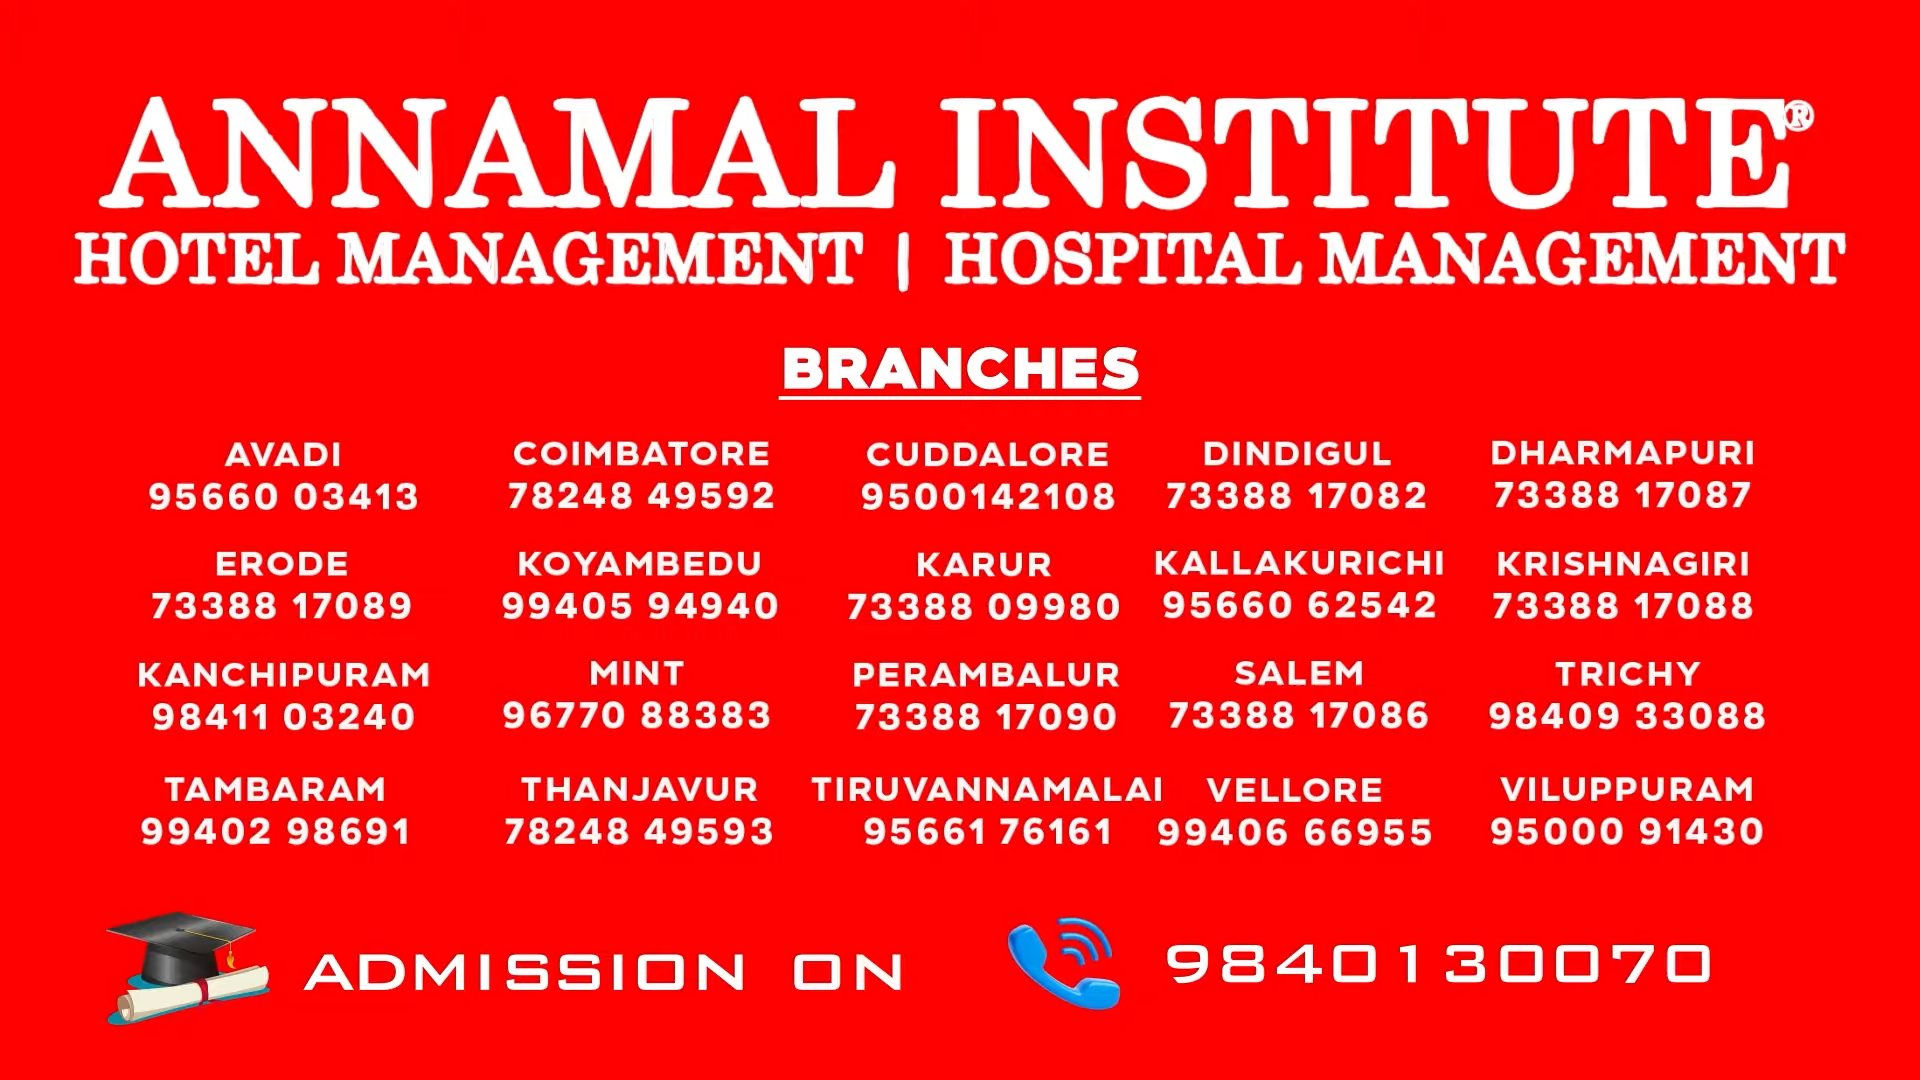 ANNAMAL INSTITUTE®
HOTEL MANAGEMENT | HOSPITAL MANAGEMENT
BRANCHES
AVADI COIMBATORE CUDDALORE DINDIGUL DHARMAPURI
95660 03413 78248 49592 9500142108 73388 17082 73388 17087
ERODE KOYAMBEDU KARUR KALLAKURICHI KRISHNAGIRI
73388 17089 99405 94940 73388 09980 95660 62542 73388 17088
KANCHIPURAM MINT PERAMBALUR SALEM TRICHY
98411 03240 96770 88383 73388 17090 73388 17086 98409 33088
TAMBARAM THANJAVUR TIRUVANNAMALAI VELLORE VILUPPURAM
99402 98691 78248 49593 95661 76161 99406 66955 95000 91430
ADMISSION ON 9840130070